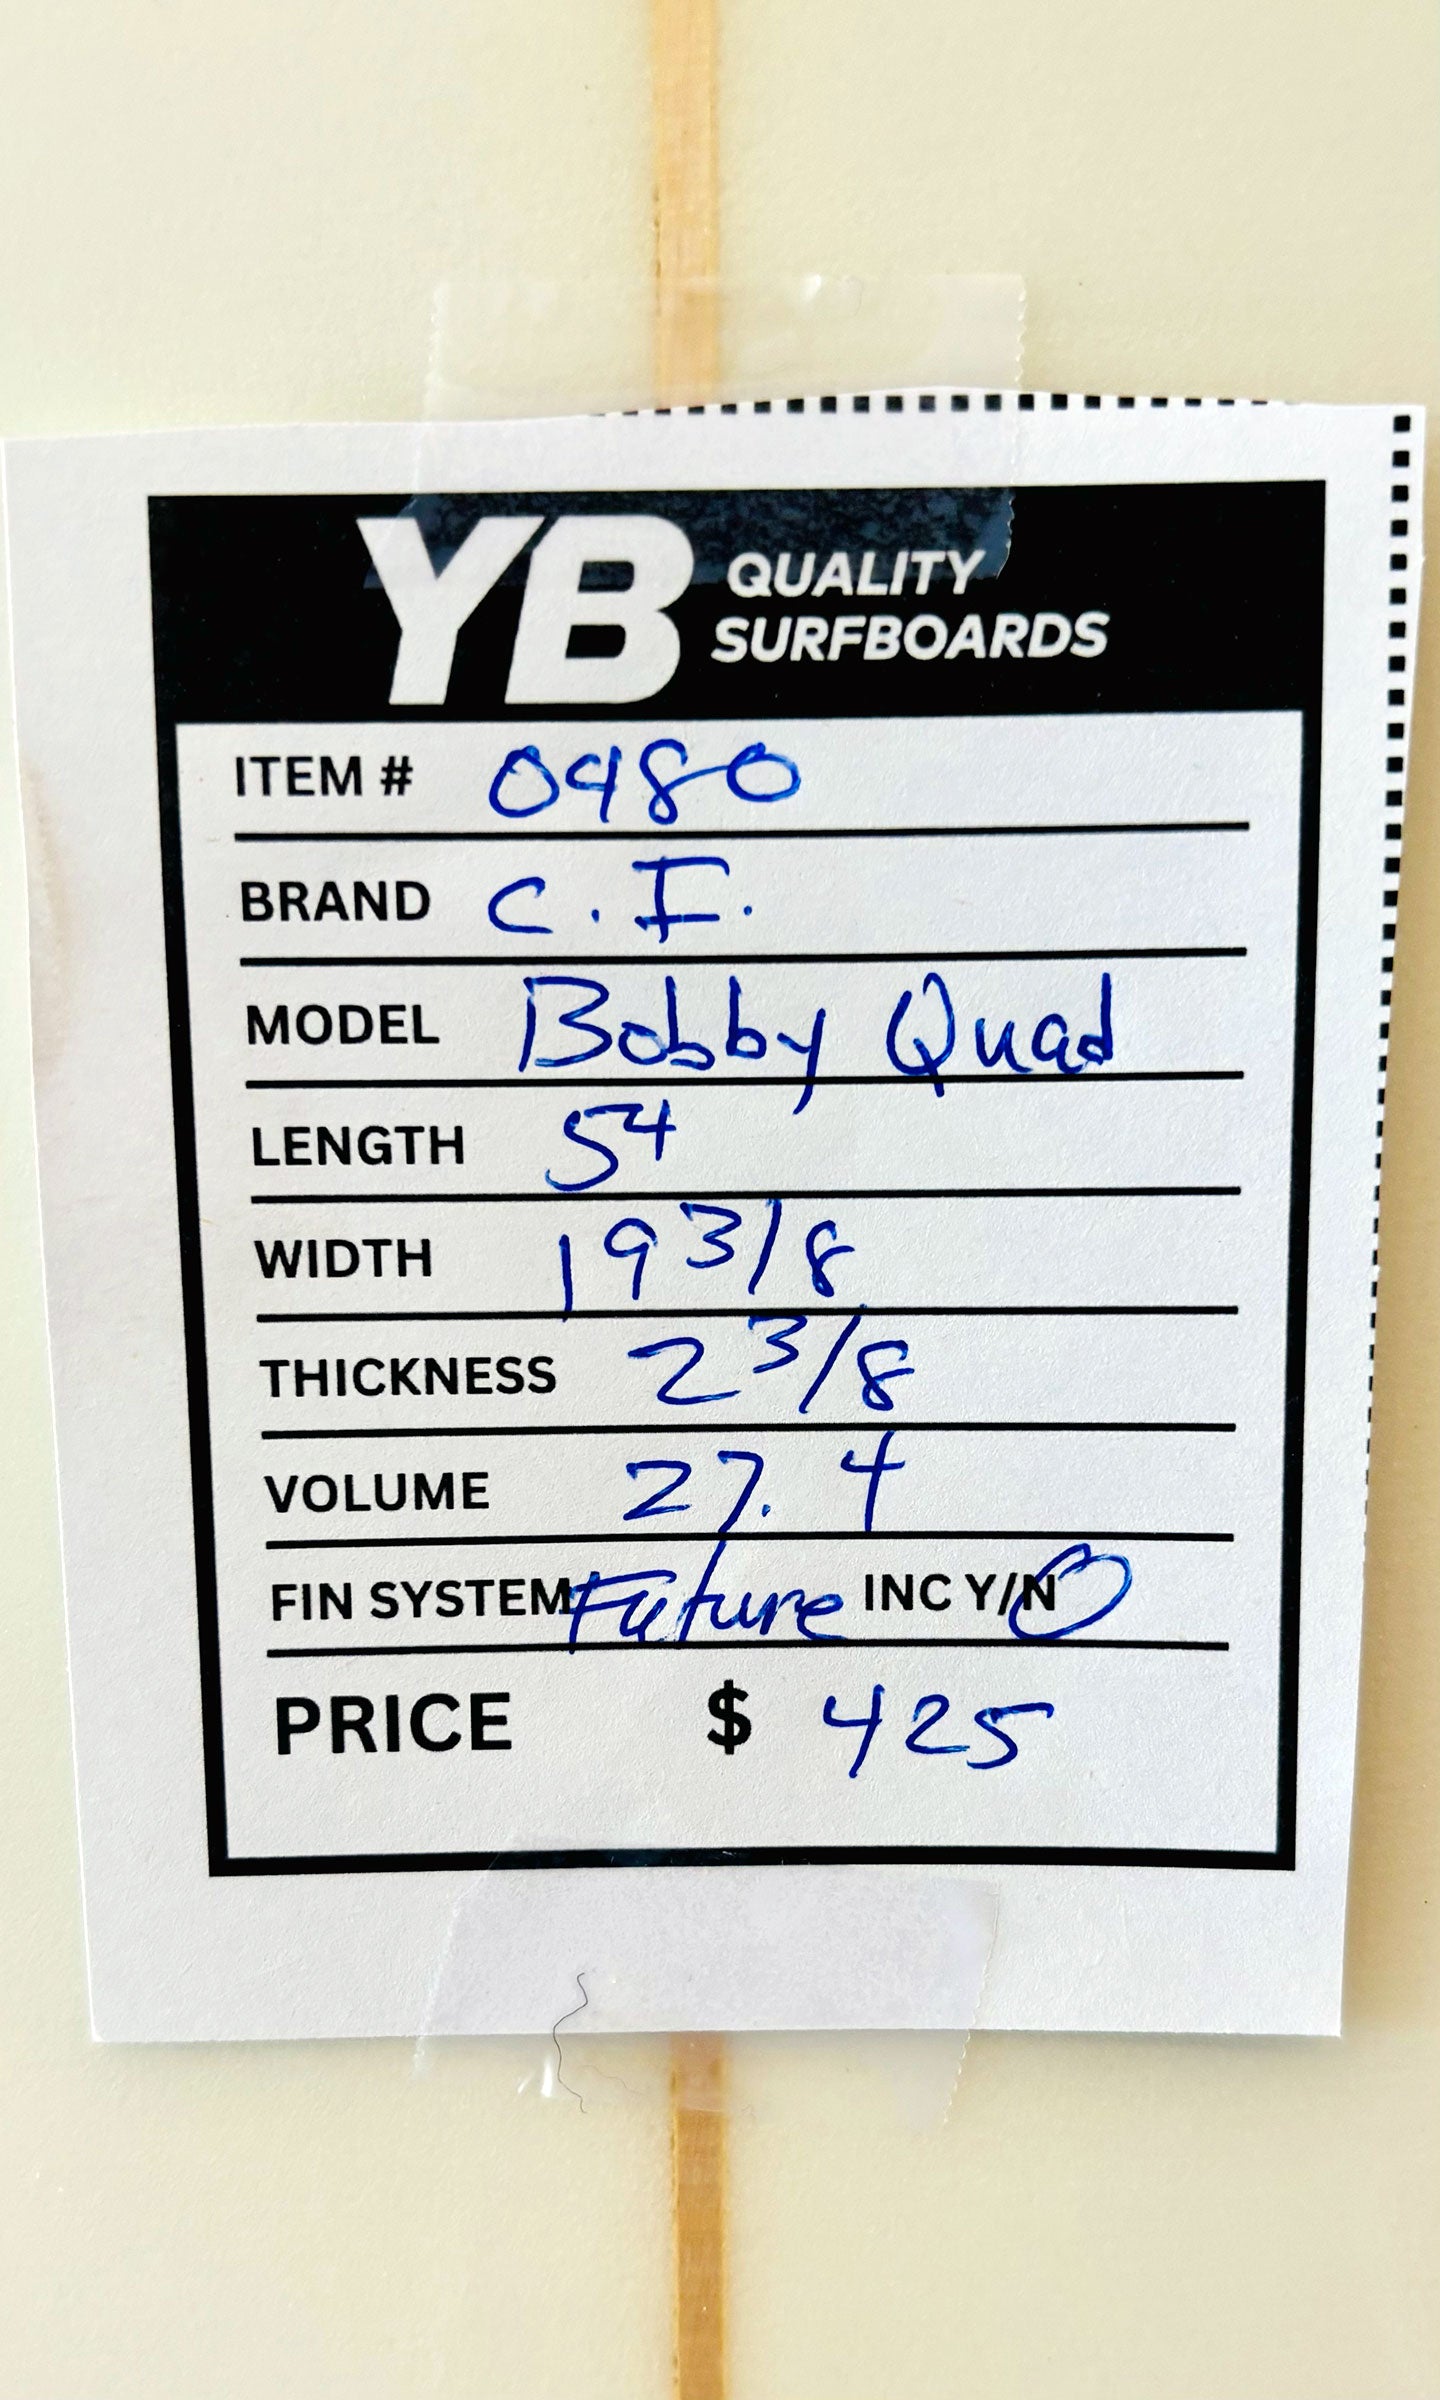 YB QUALITY
SURFBOARDS
ITEM # 0480
BRAND C.I.
MODEL Bobby Quad
LENGTH 54
WIDTH 19 3/8
THICKNESS 2 3/8
VOLUME 27.4
FIN SYSTEM Future INC Y/N
PRICE $ 425